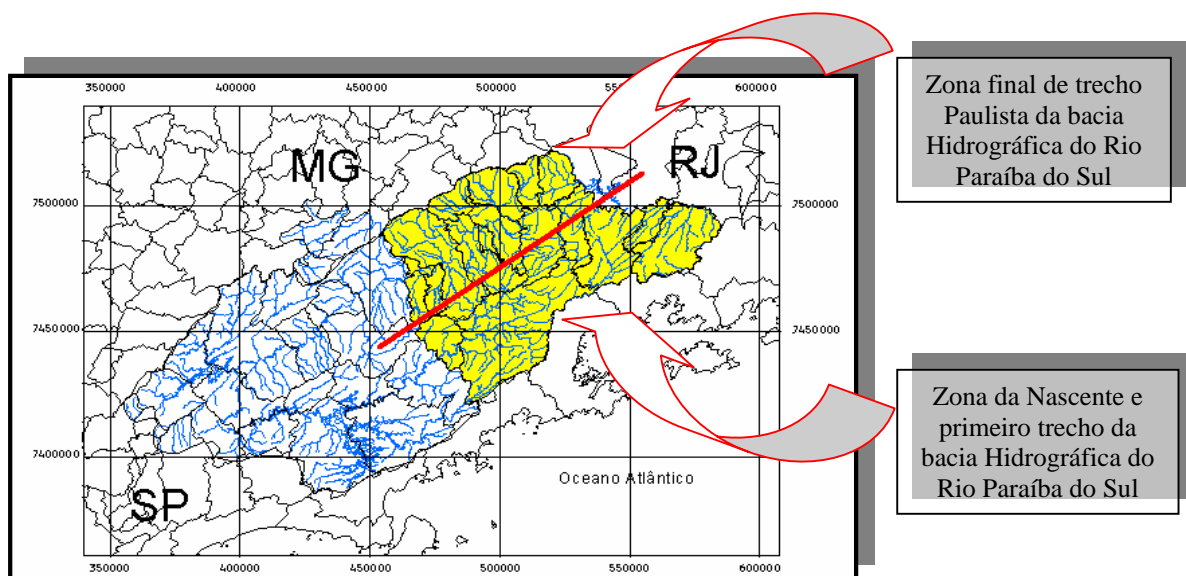 350000 400000 450000 500000 550000 600000
MG
RJ
7500000 7500000
7450000 7450000
7400000 7400000
SP
Oceano Atlântico
350000 400000 450000 500000 550000 600000
Zona final de trecho
Paulista da bacia
Hidrográfica do Rio
Paraíba do Sul
Zona da Nascente e
primeiro trecho da
bacia Hidrográfica do
Rio Paraíba do Sul